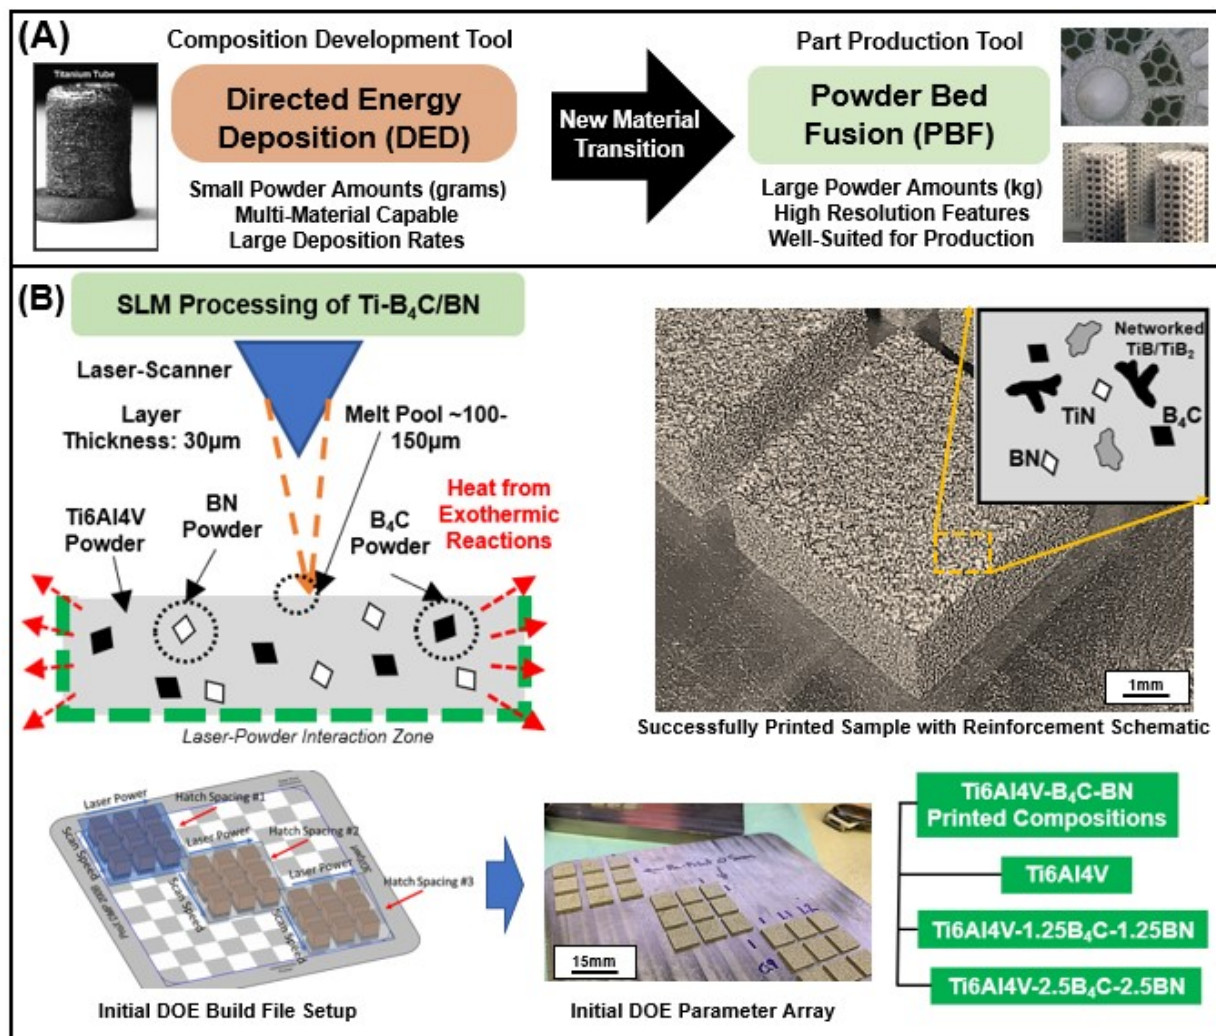 (A)
Composition Development Tool
Titanium Tube
Directed Energy
Deposition (DED)
Small Powder Amounts (grams)
Multi-Material Capable
Large Deposition Rates
New Material
Transition
Part Production Tool
Powder Bed
Fusion (PBF)
Large Powder Amounts (kg)
High Resolution Features
Well-Suited for Production
(B)
SLM Processing of Ti-B₄C/BN
Laser-Scanner
Layer
Thickness: 30μm
Melt Pool ~100-
150μm
Ti6Al4V
Powder
BN
Powder
B₄C
Powder
Heat from
Exothermic
Reactions
Laser-Powder Interaction Zone
Networked
TiB/TiB₂
TiN
B₄C
BN
1mm
Successfully Printed Sample with Reinforcement Schematic
Laser Power
Hatch Spacing #1
Scan Speed
Laser Power
Hatch Spacing #2
Scan Speed
Laser Power
Hatch Spacing #3
Scan Speed
Initial DOE Build File Setup
15mm
Initial DOE Parameter Array
Ti6Al4V-B₄C-BN
Printed Compositions
Ti6Al4V
Ti6Al4V-1.25B₄C-1.25BN
Ti6Al4V-2.5B₄C-2.5BN